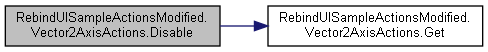 RebindUISampleActionsModified.
Vector2AxisActions.Disable
RebindUISampleActionsModified.
Vector2AxisActions.Get